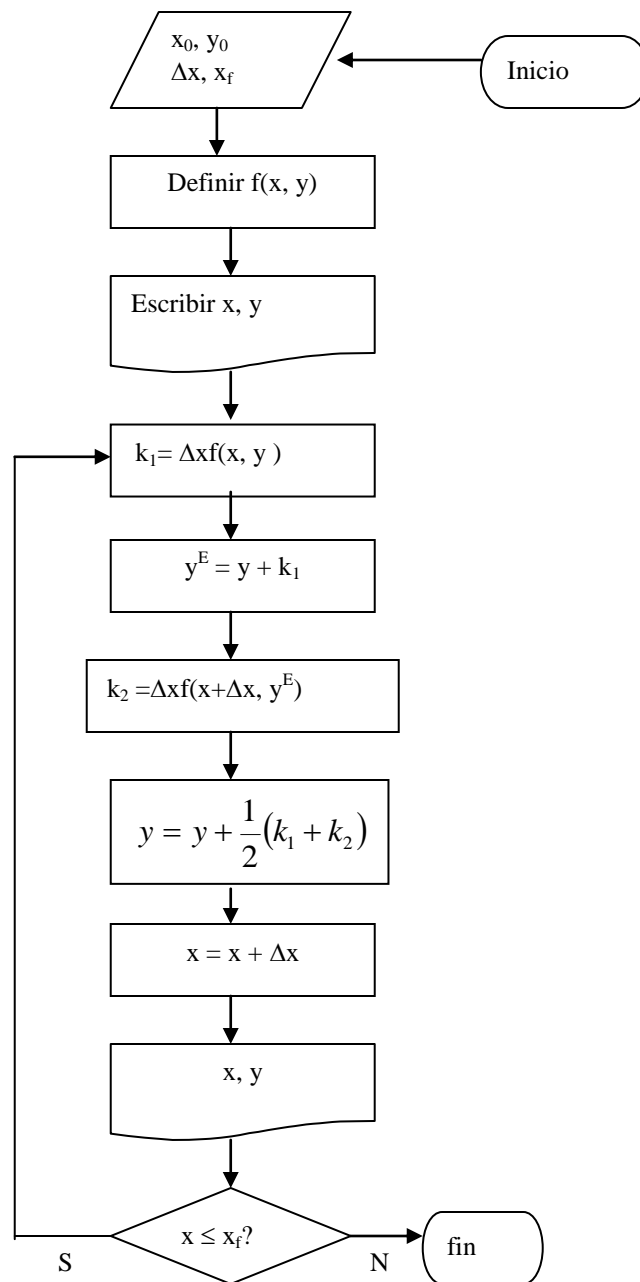 Inicio
x₀, y₀
Δx, x_f
Definir f(x, y)
Escribir x, y
k₁= Δxf(x, y )
y^E = y + k₁
k₂ =Δxf(x+Δx, y^E)
y = y + 1/2 (k₁ + k₂)
x = x + Δx
x, y
x ≤ x_f?
S
N
fin